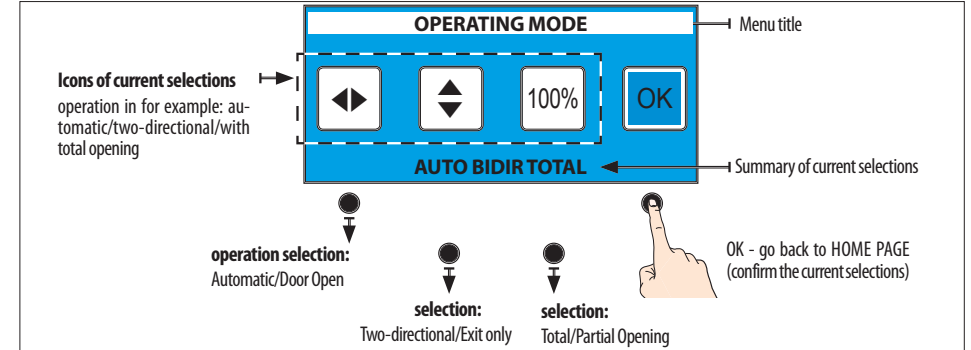 OPERATING MODE
Menu title
Icons of current selections
operation in for example: au-
tomatic/two-directional/with
total opening
100%
OK
AUTO BIDIR TOTAL
Summary of current selections
operation selection:
Automatic/Door Open
OK - go back to HOME PAGE
(confirm the current selections)
selection:
Two-directional/Exit only
selection:
Total/Partial Opening